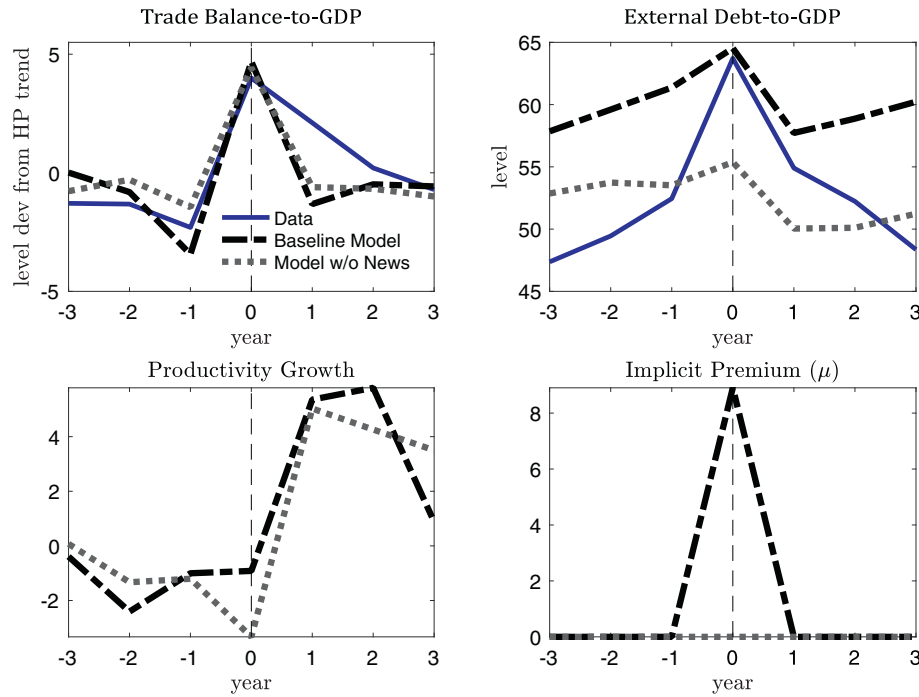 Trade Balance-to-GDP
level dev from HP trend
5
0
-5
-3 -2 -1 0 1 2 3
year
Data
Baseline Model
Model w/o News
External Debt-to-GDP
level
65
60
55
50
45
-3 -2 -1 0 1 2 3
year
Productivity Growth
4
2
0
-2
-3 -2 -1 0 1 2 3
year
Implicit Premium (μ)
8
6
4
2
0
-3 -2 -1 0 1 2 3
year